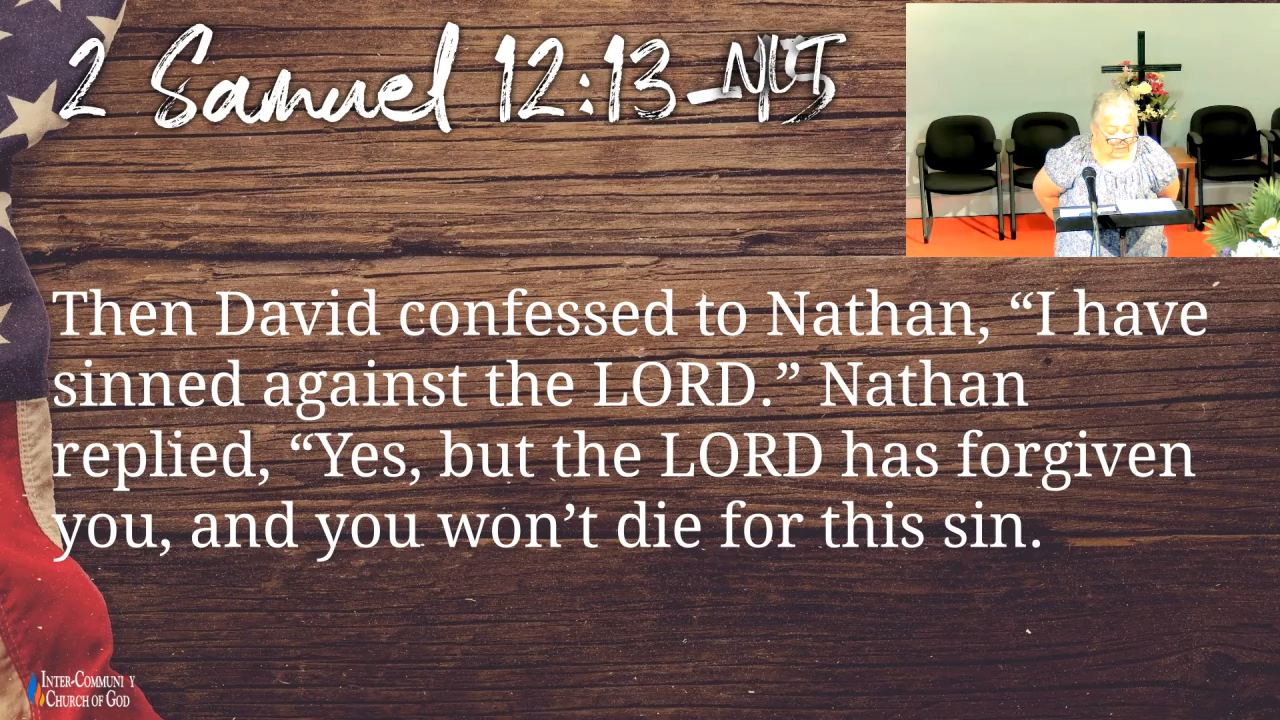 2 Samuel 12:13 NLT
Then David confessed to Nathan, “I have
sinned against the LORD.” Nathan
replied, “Yes, but the LORD has forgiven
you, and you won’t die for this sin.
INTER-COMMUNI Y
CHURCH OF GOD